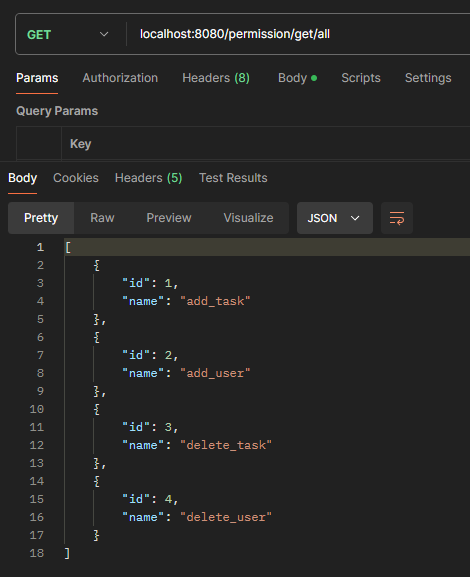 GET localhost:8080/permission/get/all
Params Authorization Headers (8) Body Scripts Settings
Query Params
Key
Body Cookies Headers (5) Test Results
Pretty Raw Preview Visualize JSON
1 [
2 {
3 "id": 1,
4 "name": "add_task"
5 },
6 {
7 "id": 2,
8 "name": "add_user"
9 },
10 {
11 "id": 3,
12 "name": "delete_task"
13 },
14 {
15 "id": 4,
16 "name": "delete_user"
17 }
18 ]